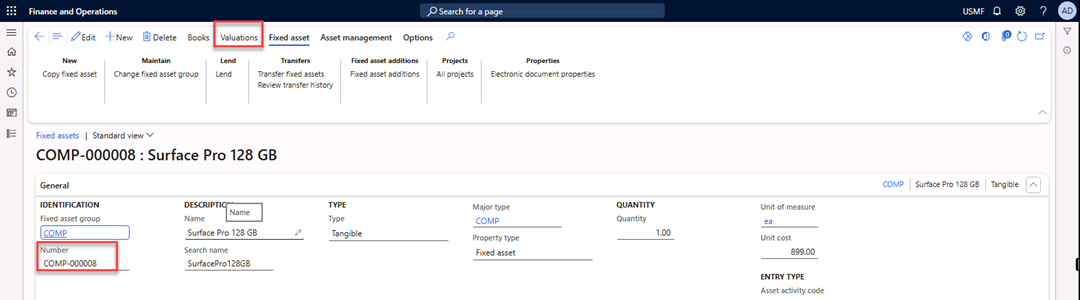 Finance and Operations
Search for a page
USMF
AD
Edit
New
Delete
Books
Valuations
Fixed asset
Asset management
Options
0
New
Copy fixed asset
Maintain
Change fixed asset group
Lend
Lend
Transfers
Transfer fixed assets
Review transfer history
Fixed asset additions
Fixed asset additions
Projects
All projects
Properties
Electronic document properties
Fixed assets | Standard view
COMP-000008 : Surface Pro 128 GB
General
COMP | Surface Pro 128 GB | Tangible
IDENTIFICATION
Fixed asset group
COMP
Number
COMP-000008
DESCRIPTION
Name
Name
Surface Pro 128 GB
Search name
SurfacePro128GB
TYPE
Type
Tangible
Major type
COMP
Property type
Fixed asset
QUANTITY
Quantity
1.00
Unit of measure
ea
Unit cost
899.00
ENTRY TYPE
Asset activity code